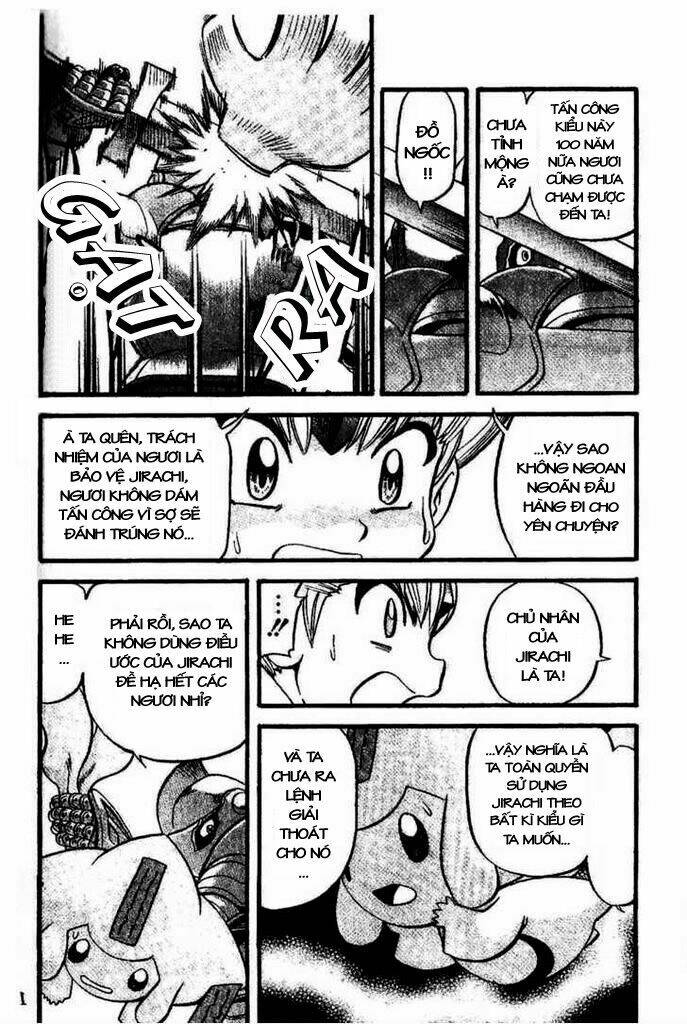 TẤN CÔNG
KIỂU NÀY
100 NĂM
NỮA NGƯƠI
CŨNG CHƯA
CHẠM ĐƯỢC
ĐẾN TA!
CHƯA
TỈNH
MỘNG
À?
ĐỒ
NGỐC
!!
GẠT
RA
...VẬY SAO
KHÔNG NGOAN
NGOÃN ĐẦU
HÀNG ĐI CHO
YÊN CHUYỆN?
À TA QUÊN, TRÁCH
NHIỆM CỦA NGƯƠI LÀ
BẢO VỆ JIRACHI,
NGƯƠI KHÔNG DÁM
TẤN CÔNG VÌ SỢ SẼ
ĐÁNH TRÚNG NÓ...
CHỦ NHÂN
CỦA
JIRACHI
LÀ TA!
...!!
...VẬY NGHĨA LÀ
TA TOÀN QUYỀN
SỬ DỤNG
JIRACHI THEO
BẤT KÌ KIỂU GÌ
TA MUỐN...
VÀ TA
CHƯA RA
LỆNH
GIẢI
THOÁT
CHO NÓ
...
PHẢI RỒI, SAO TA
KHÔNG DÙNG ĐIỀU
ƯỚC CỦA JIRACHI
ĐỀ HẠ HẾT CÁC
NGƯƠI NHỈ?
HE
HE
...
1